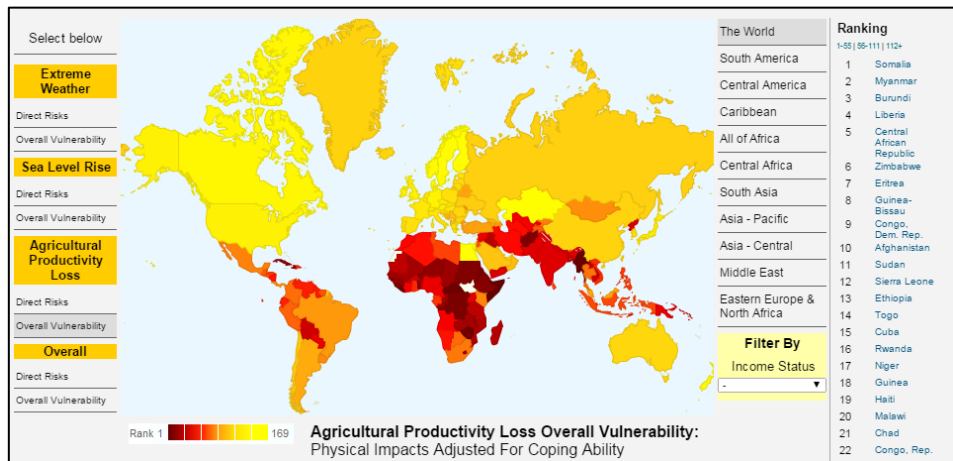 Select below
Extreme
Weather
Direct Risks
Overall Vulnerability
Sea Level Rise
Direct Risks
Overall Vulnerability
Agricultural
Productivity
Loss
Direct Risks
Overall Vulnerability
Overall
Direct Risks
Overall Vulnerability
Rank 1
169
Agricultural Productivity Loss Overall Vulnerability:
Physical Impacts Adjusted For Coping Ability
The World
South America
Central America
Caribbean
All of Africa
Central Africa
South Asia
Asia - Pacific
Asia - Central
Middle East
Eastern Europe &
North Africa
Filter By
Income Status
-
Ranking
1-55 | 56-111 | 112+
1 Somalia
2 Myanmar
3 Burundi
4 Liberia
5 Central
African
Republic
6 Zimbabwe
7 Eritrea
8 Guinea-
Bissau
9 Congo,
Dem. Rep.
10 Afghanistan
11 Sudan
12 Sierra Leone
13 Ethiopia
14 Togo
15 Cuba
16 Rwanda
17 Niger
18 Guinea
19 Haiti
20 Malawi
21 Chad
22 Congo, Rep.